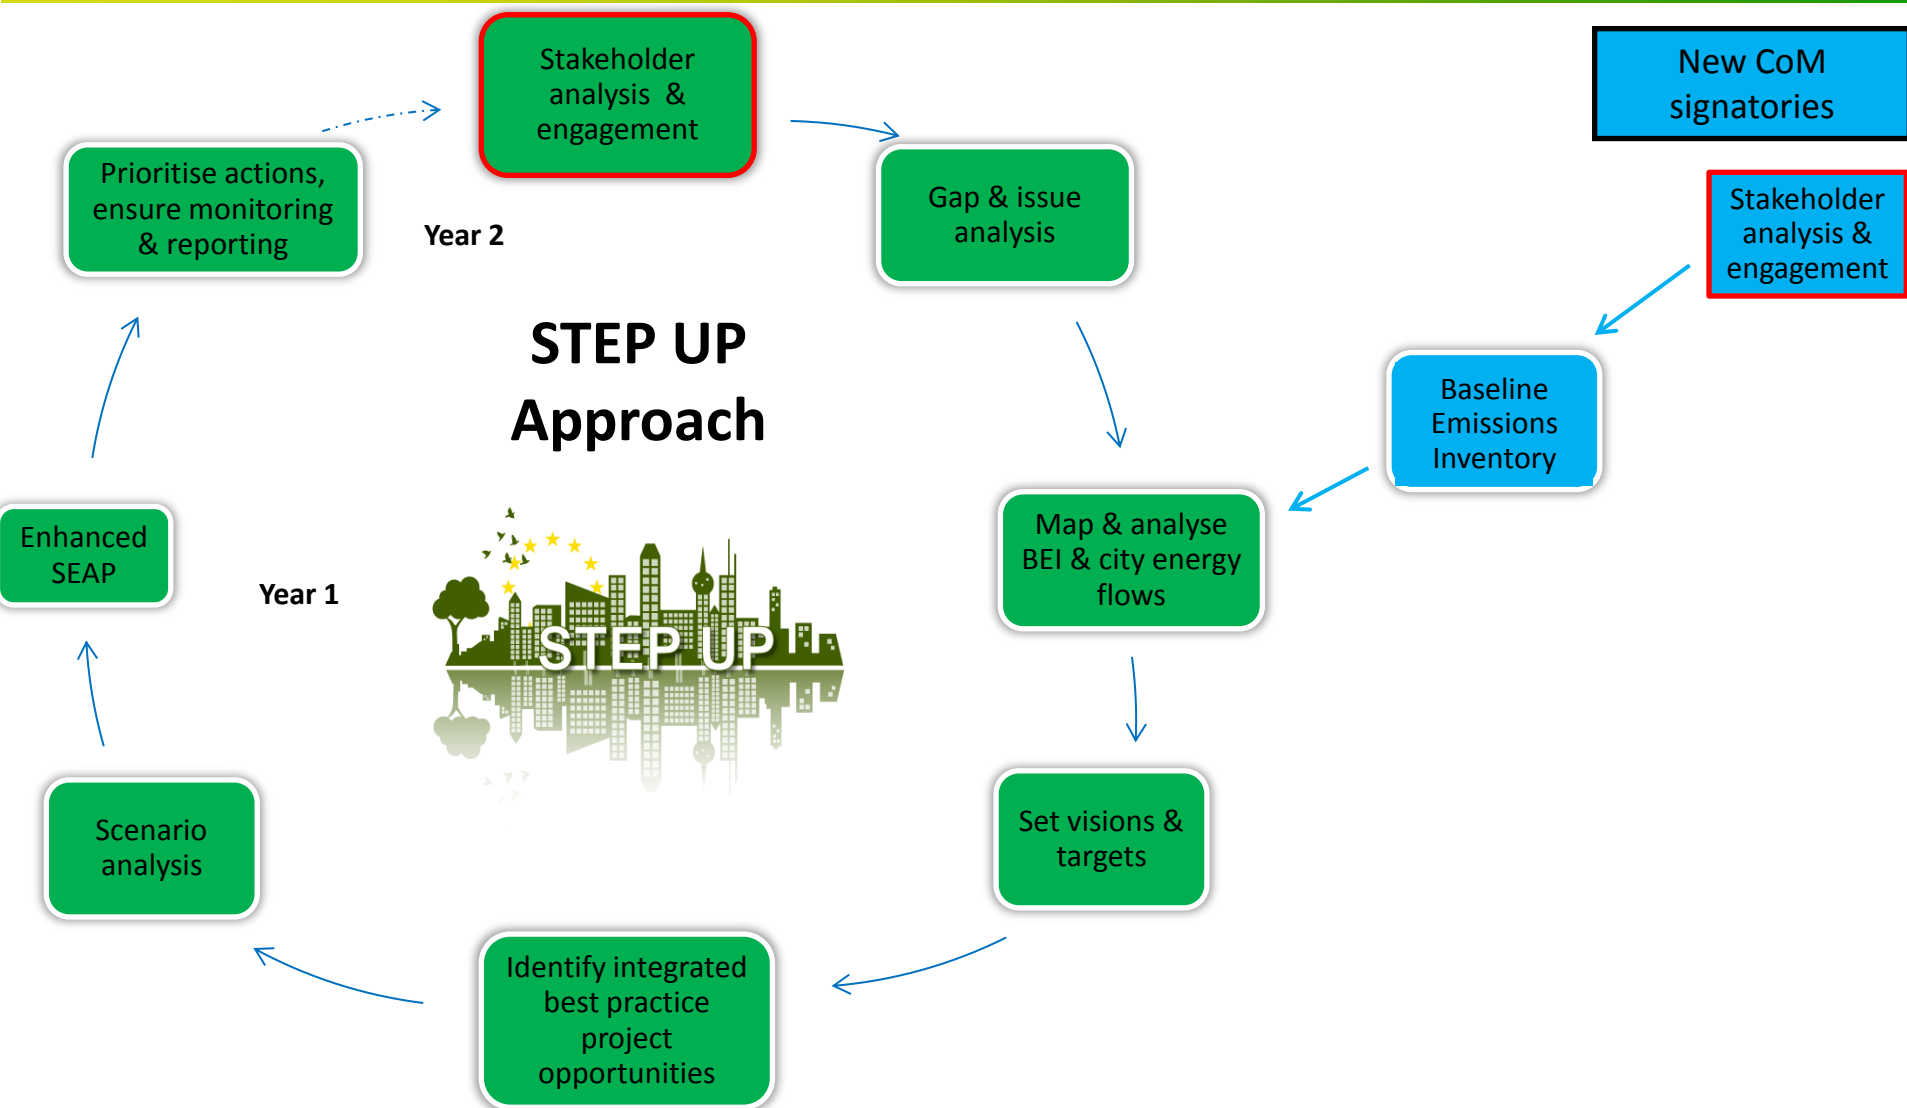 Stakeholder
analysis & 
engagement
New CoM
signatories
Prioritise actions,
ensure monitoring
& reporting
Year 2
Gap & issue
analysis
Stakeholder
analysis &
engagement
STEP UP
Approach
Baseline
Emissions
Inventory
Enhanced
SEAP
Year 1
Map & analyse
BEI & city energy
flows
STEP UP
Scenario
analysis
Set visions &
targets
Identify integrated
best practice
project
opportunities